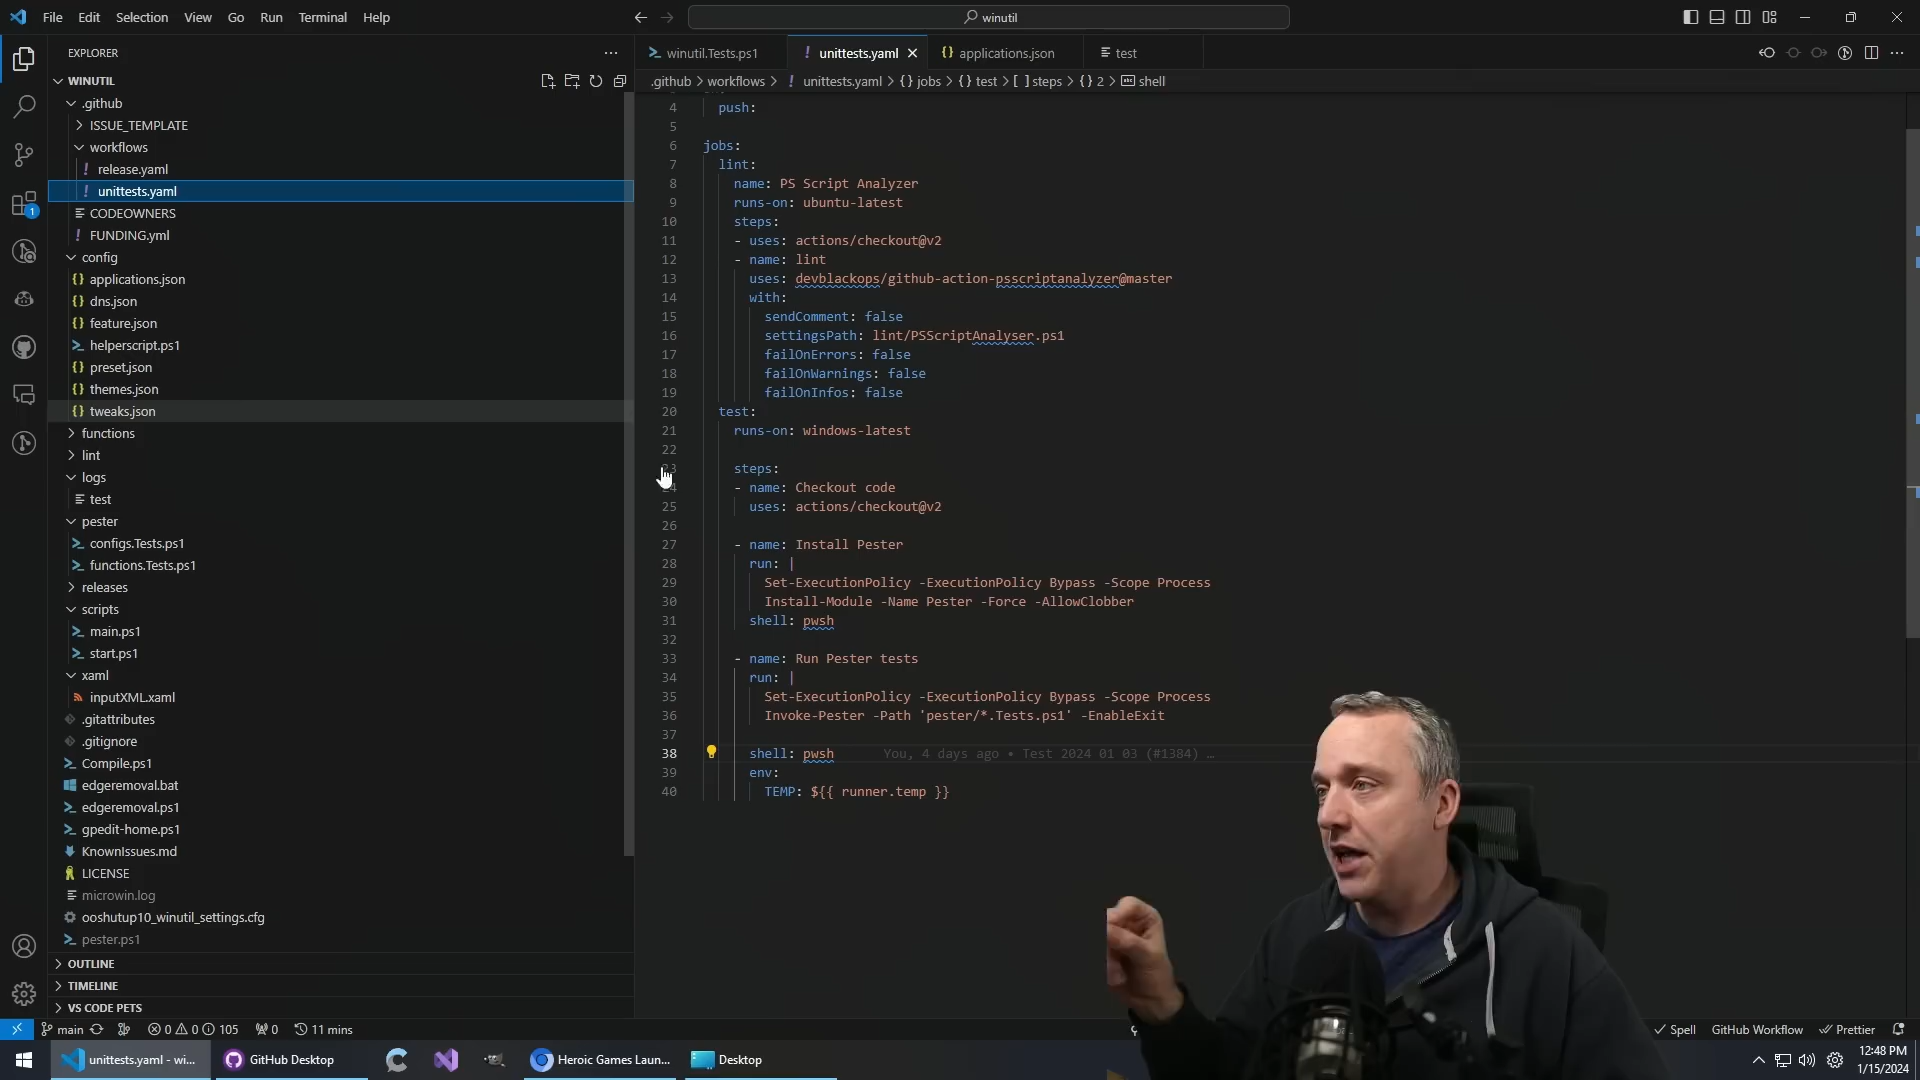 File Edit Selection View Go Run Terminal Help
winutil
EXPLORER
WINUTIL
.github
ISSUE_TEMPLATE
workflows
release.yaml
unittests.yaml
CODEOWNERS
FUNDING.yml
config
applications.json
dns.json
feature.json
helperscript.ps1
preset.json
themes.json
tweaks.json
functions
lint
logs
test
pester
configs.Tests.ps1
functions.Tests.ps1
releases
scripts
main.ps1
start.ps1
xaml
inputXML.xaml
.gitattributes
.gitignore
Compile.ps1
edgeremoval.bat
edgeremoval.ps1
gpedit-home.ps1
KnownIssues.md
LICENSE
microwin.log
ooshutup10_winutil_settings.cfg
pester.ps1
OUTLINE
TIMELINE
VS CODE PETS
1
winutil.Tests.ps1 unittests.yaml applications.json test
.github > workflows > ! unittests.yaml > {} jobs > {} test > [ ] steps > {} 2 > shell
4 push:
5
6 jobs:
7 lint:
8 name: PS Script Analyzer
9 runs-on: ubuntu-latest
10 steps:
11 - uses: actions/checkout@v2
12 - name: lint
13 uses: devblackops/github-action-psscriptanalyzer@master
14 with:
15 sendComment: false
16 settingsPath: lint/PSScriptAnalyser.ps1
17 failOnErrors: false
18 failOnWarnings: false
19 failOnInfos: false
20 test:
21 runs-on: windows-latest
22
23 steps:
24 - name: Checkout code
25 uses: actions/checkout@v2
26
27 - name: Install Pester
28 run: |
29 Set-ExecutionPolicy -ExecutionPolicy Bypass -Scope Process
30 Install-Module -Name Pester -Force -AllowClobber
31 shell: pwsh
32
33 - name: Run Pester tests
34 run: |
35 Set-ExecutionPolicy -ExecutionPolicy Bypass -Scope Process
36 Invoke-Pester -Path 'pester/*.Tests.ps1' -EnableExit
37
38 shell: pwsh You, 4 days ago • Test 2024 01 03 (#1384) …
39 env:
40 TEMP: ${{ runner.temp }}
main 0 0 105 0 11 mins Spell GitHub Workflow Prettier
unittests.yaml - wi... GitHub Desktop Heroic Games Laun... Desktop
12:48 PM
1/15/2024